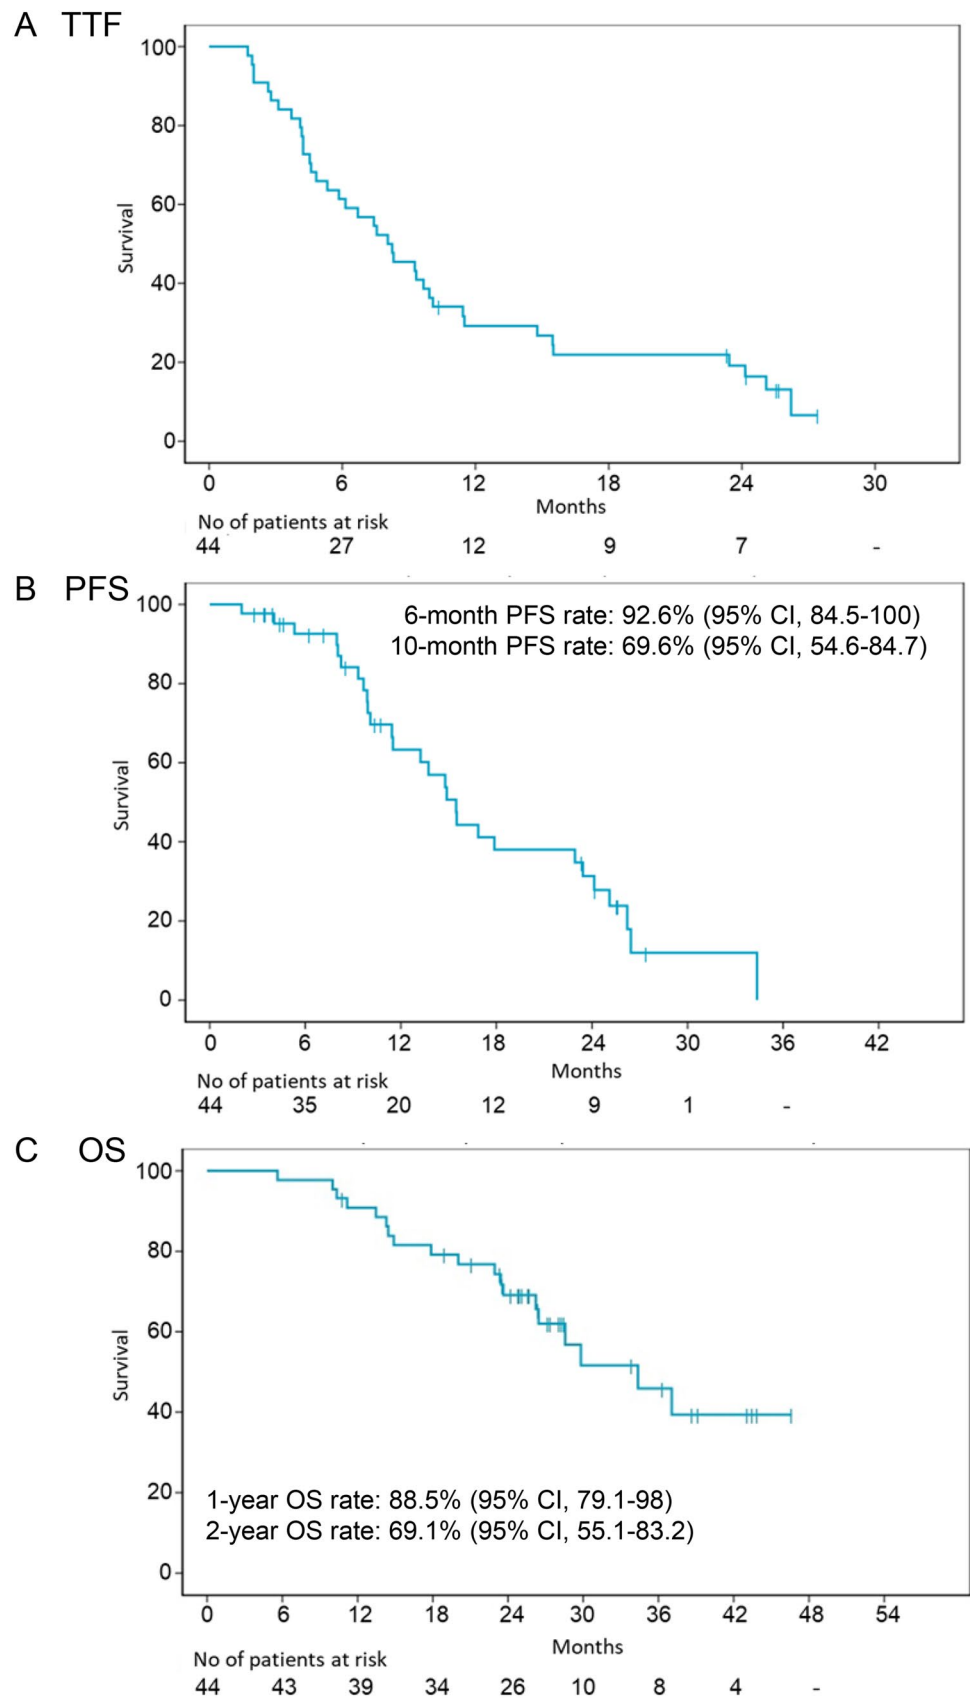 A TTF
100
80
60
40
20
0
Survival
0 6 12 18 24 30
Months
No of patients at risk
44 27 12 9 7 -
B PFS
6-month PFS rate: 92.6% (95% CI, 84.5-100)
10-month PFS rate: 69.6% (95% CI, 54.6-84.7)
100
80
60
40
20
0
Survival
0 6 12 18 24 30 36 42
Months
No of patients at risk
44 35 20 12 9 1 -
C OS
100
80
60
40
20
0
Survival
1-year OS rate: 88.5% (95% CI, 79.1-98)
2-year OS rate: 69.1% (95% CI, 55.1-83.2)
0 6 12 18 24 30 36 42 48 54
Months
No of patients at risk
44 43 39 34 26 10 8 4 -